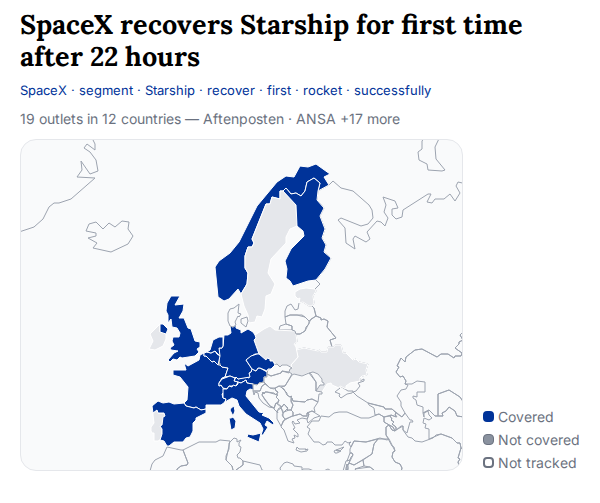 SpaceX recovers Starship for first time
after 22 hours
SpaceX · segment · Starship · recover · first · rocket · successfully
19 outlets in 12 countries — Aftenposten · ANSA +17 more
Covered
Not covered
Not tracked